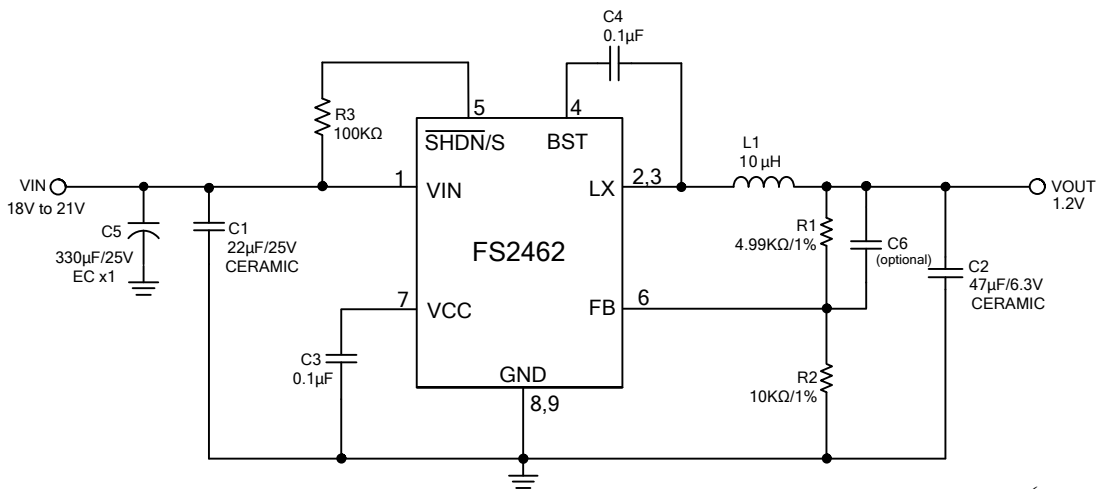 C4
0.1µF
R3
100KΩ
5
4
SHDN/S
BST
L1
10 µH
VIN
18V to 21V
1
VIN
LX
2,3
VOUT
1.2V
C5
330µF/25V
EC x1
C1
22µF/25V
CERAMIC
FS2462
R1
4.99KΩ/1%
C6
(optional)
C2
47µF/6.3V
CERAMIC
7
VCC
FB
6
C3
0.1µF
GND
8,9
R2
10KΩ/1%